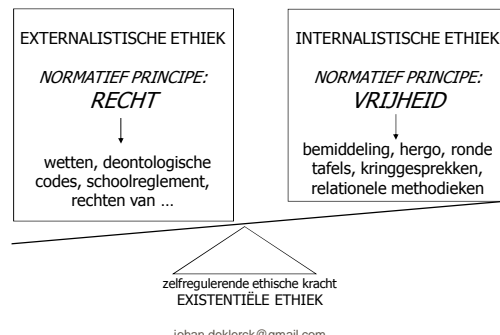 EXTERNALISTISCHE ETHIEK
NORMATIEF PRINCIPE:
RECHT
wetten, deontologische
codes, schoolreglement,
rechten van ...
INTERNALISTISCHE ETHIEK
NORMATIEF PRINCIPE:
VRIJHEID
bemiddeling, hergo, ronde
tafels, kringgesprekken,
relationele methodieken
zelfregulerende ethische kracht
EXISTENTIËLE ETHIEK
johan.deklerck@gmail.com